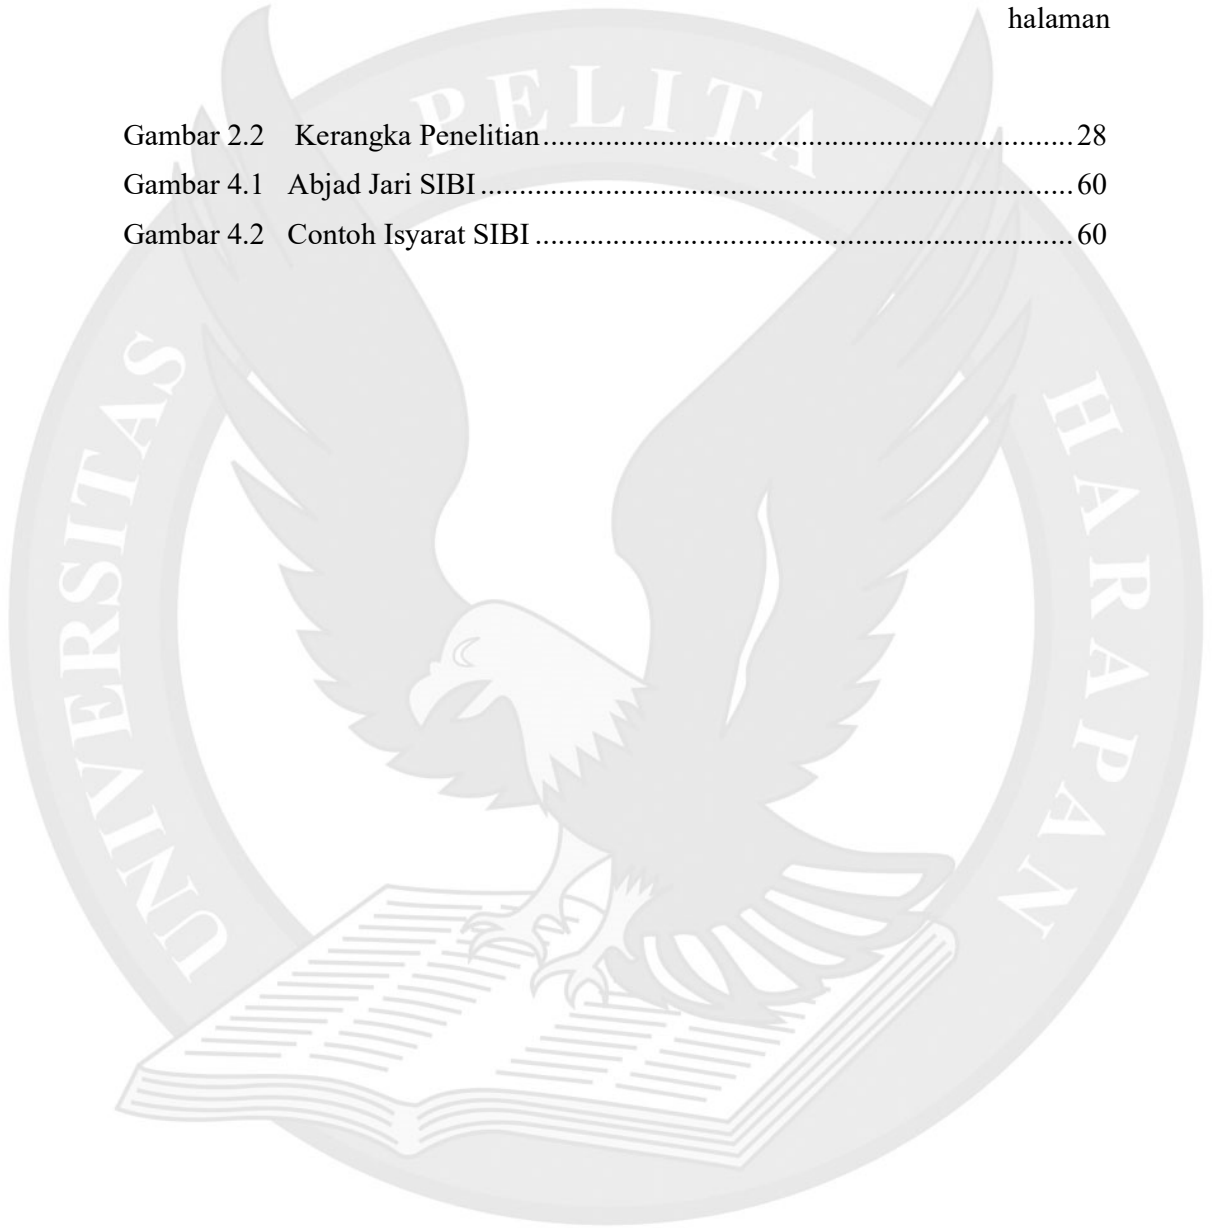 halaman
Gambar 2.2 Kerangka Penelitian............................................................................28
Gambar 4.1 Abjad Jari SIBI.....................................................................................60
Gambar 4.2 Contoh Isyarat SIBI.............................................................................60
UNIVERSITAS PELITA HARAPAN